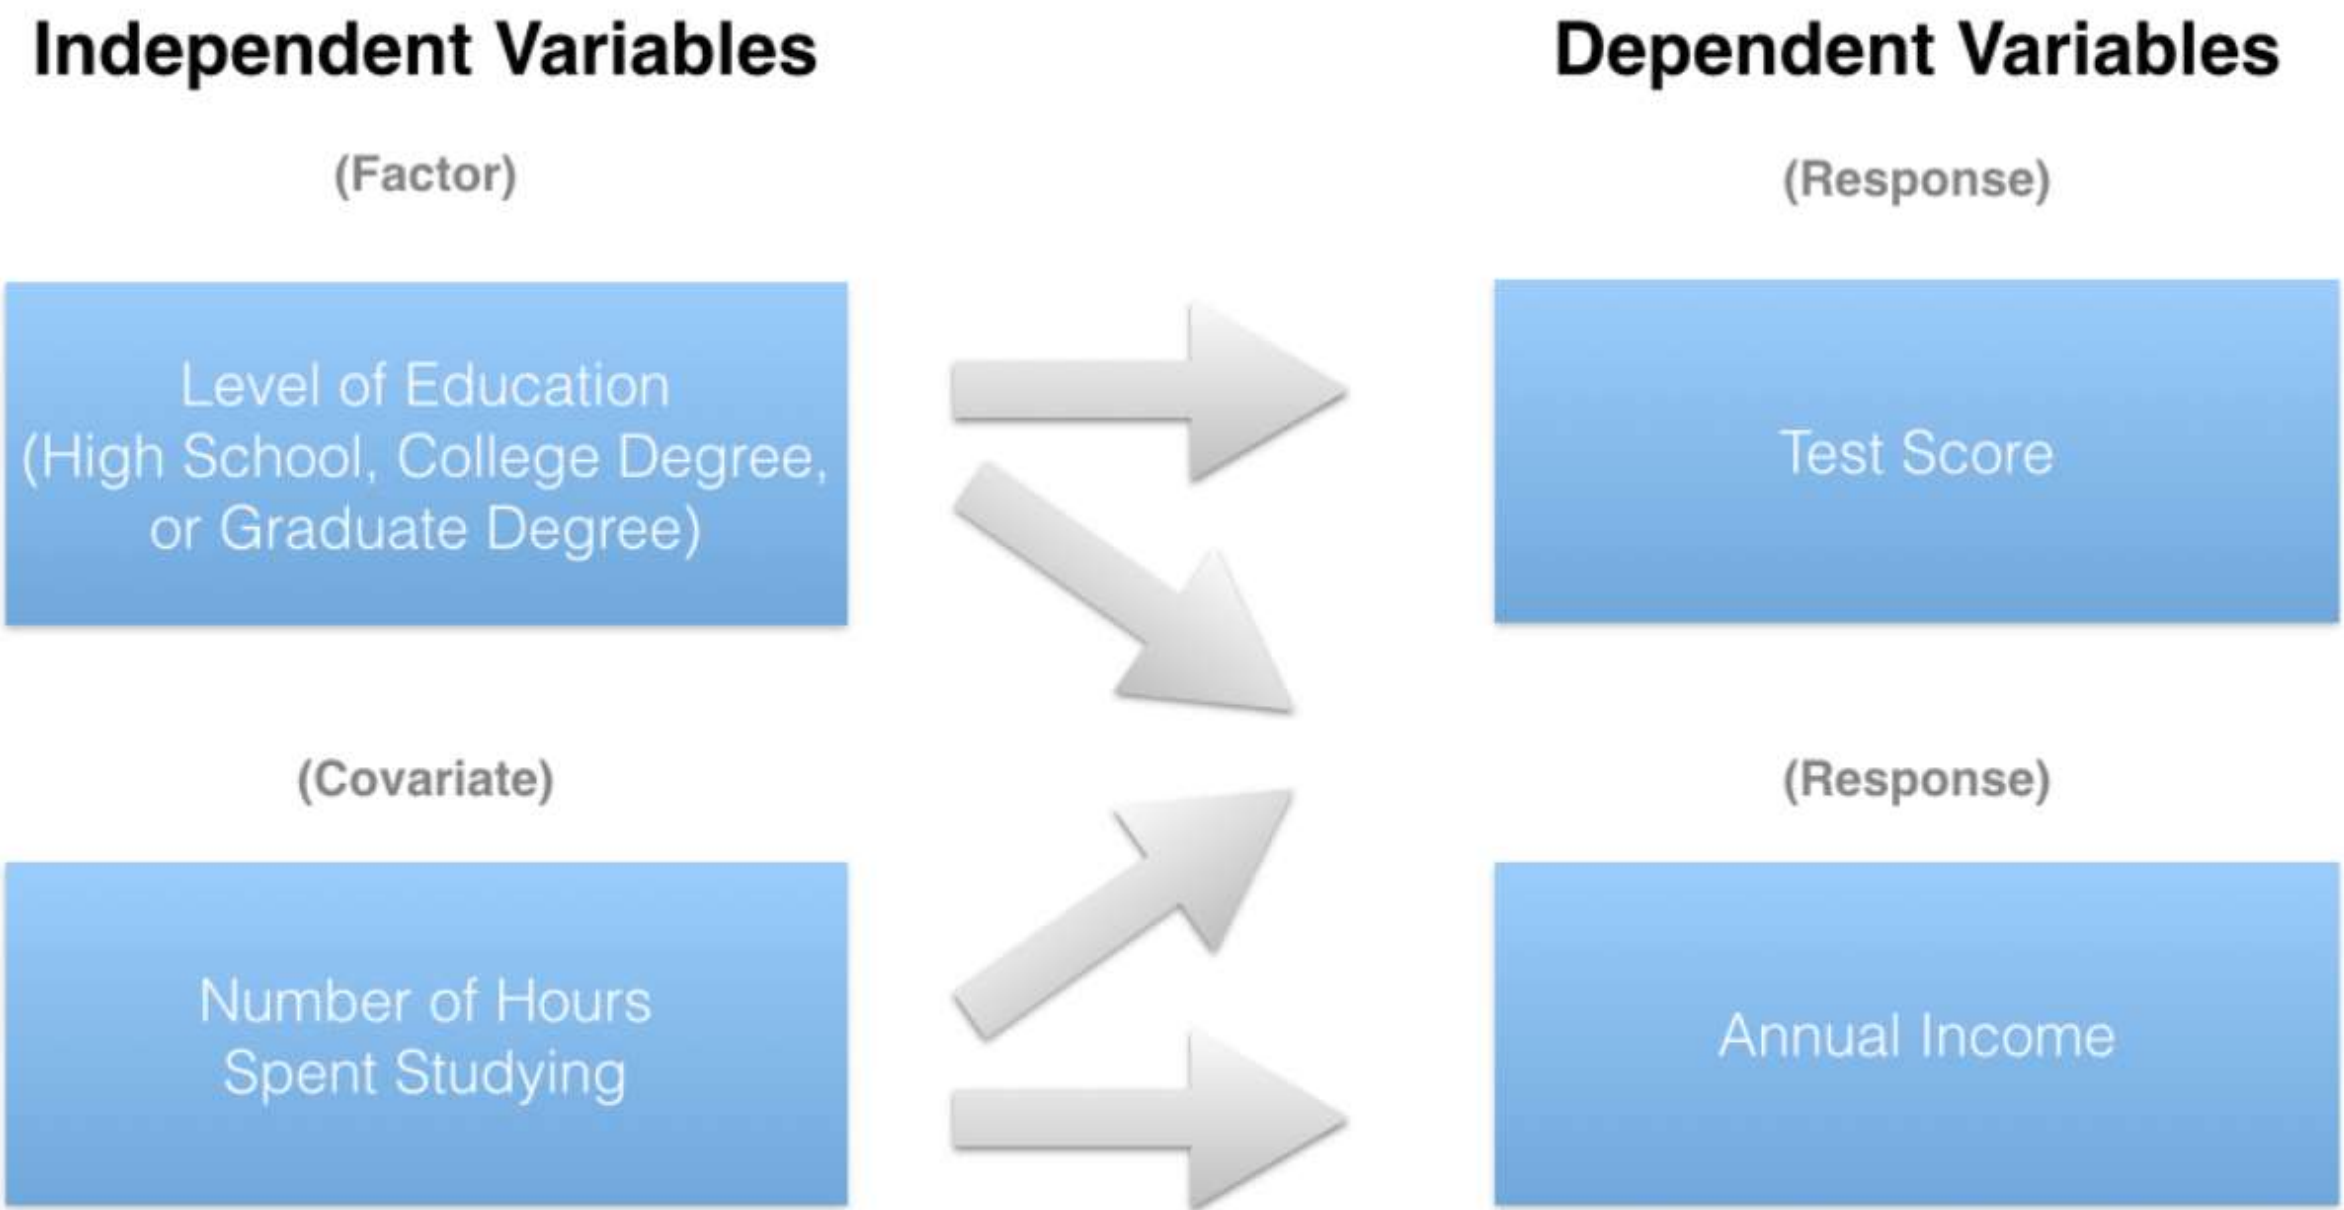 Independent Variables
Dependent Variables
(Factor)
(Response)
Level of Education
(High School, College Degree,
or Graduate Degree)
Test Score
(Covariate)
(Response)
Number of Hours
Spent Studying
Annual Income